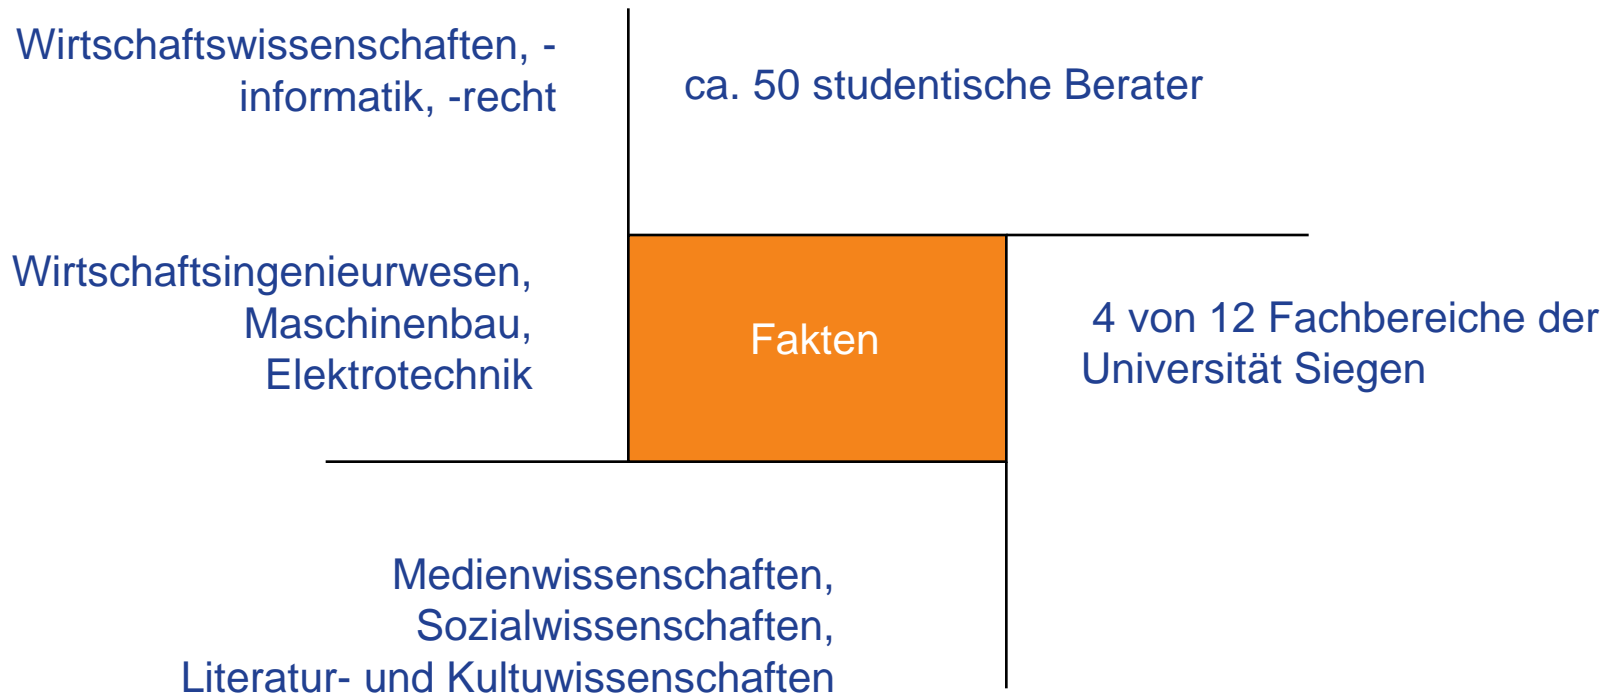 Wirtschaftswissenschaften, -
informatik, -recht
ca. 50 studentische Berater
Wirtschaftsingenieurwesen,
Maschinenbau,
Elektrotechnik
Fakten
4 von 12 Fachbereiche der
Universität Siegen
Medienwissenschaften,
Sozialwissenschaften,
Literatur- und Kultuwissenschaften